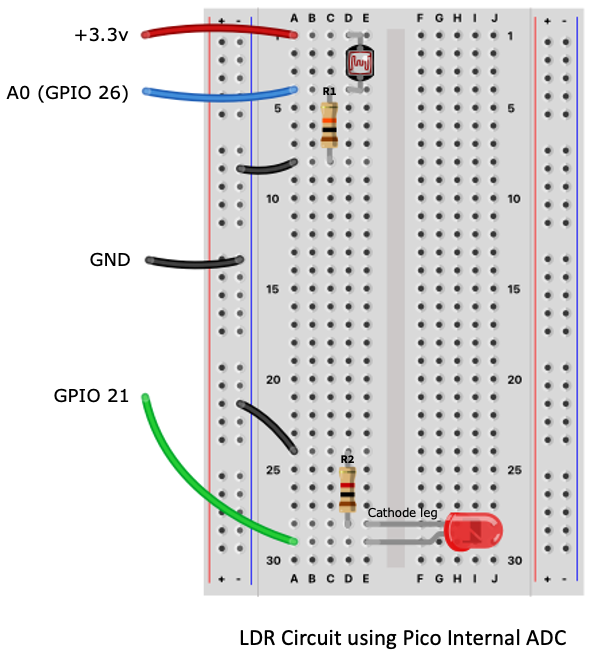 + - A B C D E F G H I J + -
1 1
+3.3v
A0 (GPIO 26)
R1
5 5
10 10
GND
15 15
20 20
GPIO 21
R2
25 25
Cathode leg
30 30
+ - A B C D E F G H I J + -
LDR Circuit using Pico Internal ADC